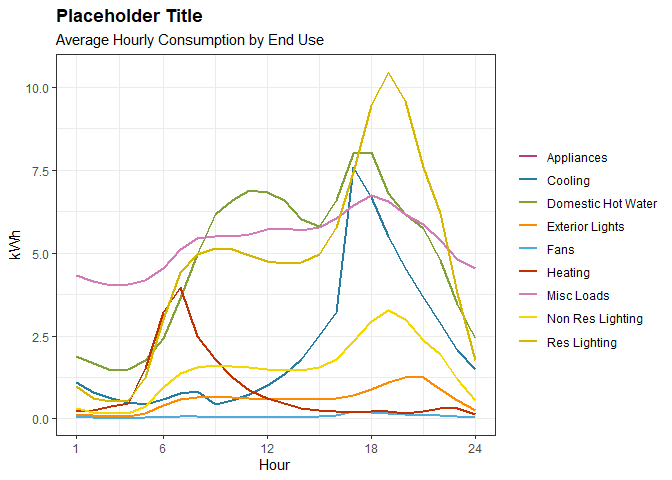 Placeholder Title
Average Hourly Consumption by End Use
10.0
7.5
5.0
2.5
0.0
kWh
1 6 12 18 24
Hour
Appliances
Cooling
Domestic Hot Water
Exterior Lights
Fans
Heating
Misc Loads
Non Res Lighting
Res Lighting